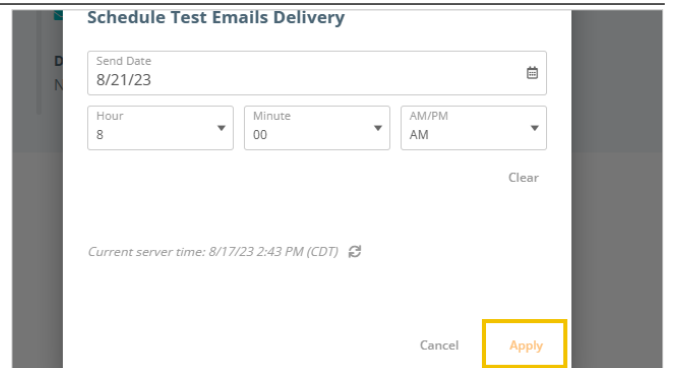 Schedule Test Emails Delivery
D
Send Date
N
8/21/23
Hour Minute AM/PM
8 00 AM
Clear
Current server time: 8/17/23 2:43 PM (CDT)
Cancel Apply